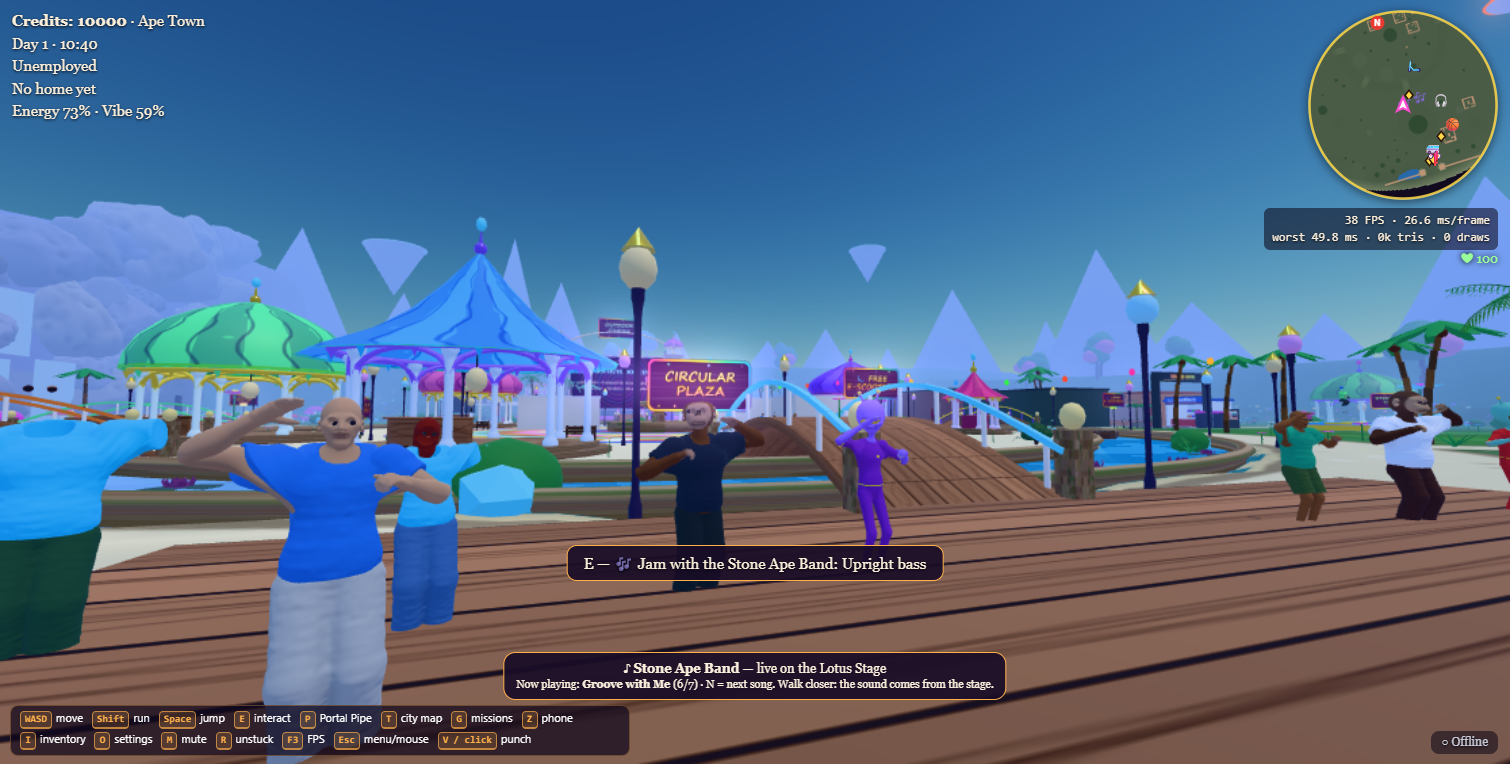 Credits: 10000 · Ape Town
Day 1 · 10:40
Unemployed
No home yet
Energy 73% · Vibe 59%
N
38 FPS · 26.6 ms/frame
worst 49.8 ms · 0k tris · 0 draws
100
CIRCULAR
PLAZA
FREE
E — Jam with the Stone Ape Band: Upright bass
♪ Stone Ape Band — live on the Lotus Stage
Now playing: Groove with Me (6/7) · N = next song. Walk closer: the sound comes from the stage.
WASD move Shift run Space jump E interact P Portal Pipe T city map G missions Z phone
I inventory O settings M mute R unstuck F3 FPS Esc menu/mouse V / click punch
○ Offline